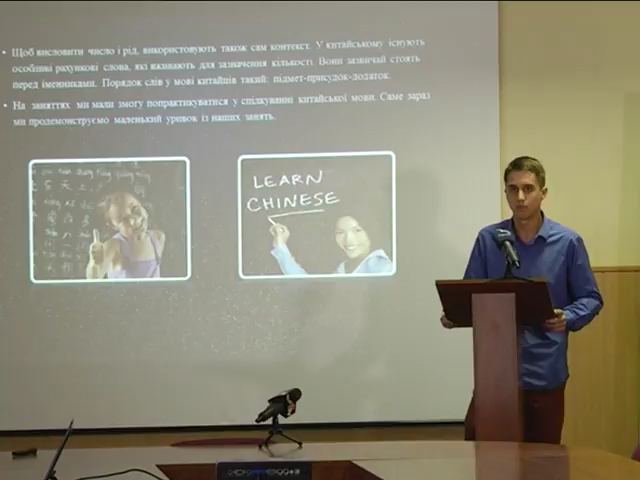 Щоб висловити число і рід, використовують також сам контекст. У китайському існують
особливі рахункові слова, які вживають для зазначення кількості. Вони зазвичай стоять
перед іменниками. Порядок слів у мові китайців такий: підмет-присудок-додаток.
На заняттях ми мали змогу попрактикуватися у спілкуванні китайської мови. Саме зараз
ми продемонструємо маленький уривок із наших занять.
LEARN
CHINESE